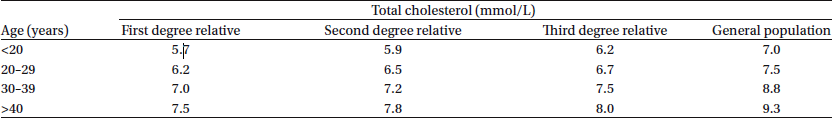 Total cholesterol (mmol/L)
Age (years) First degree relative Second degree relative Third degree relative General population
<20 5.7 5.9 6.2 7.0
20–29 6.2 6.5 6.7 7.5
30–39 7.0 7.2 7.5 8.8
>40 7.5 7.8 8.0 9.3